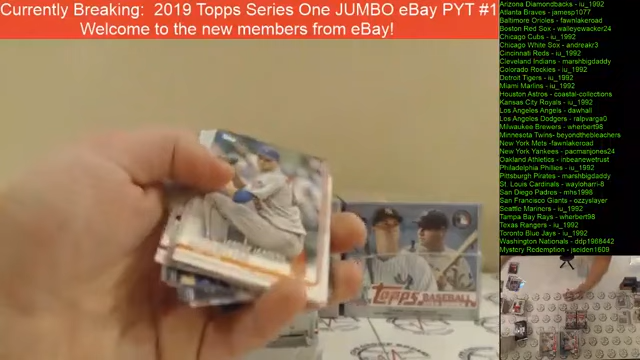 Currently Breaking: 2019 Topps Series One JUMBO eBay PYT #1
Welcome to the new members from eBay!
Arizona Diamondbacks - iu_1992
Atlanta Braves - jamesp1077
Baltimore Orioles - fawnlakeroad
Boston Red Sox - walleyewacker24
Chicago Cubs - iu_1992
Chicago White Sox - andreakr3
Cincinnati Reds - iu_1992
Cleveland Indians - marshbigdaddy
Colorado Rockies - iu_1992
Detroit Tigers - iu_1992
Miami Marlins - iu_1992
Houston Astros - coastal-collections
Kansas City Royals - iu_1992
Los Angeles Angels - dawhall
Los Angeles Dodgers - ralpvarga0
Milwaukee Brewers - wherbert98
Minnesota Twins- beyondthebleachers
New York Mets -fawnlakeroad
New York Yankees - pacmanjones24
Oakland Athletics - inbeanewetrust
Philadelphia Phillies - iu_1992
Pittsburgh Pirates - marshbigdaddy
St. Louis Cardinals - wayloharri-8
San Diego Padres - mhs1998
San Francisco Giants - ozzyslayer
Seattle Mariners - iu_1992
Tampa Bay Rays - wherbert98
Texas Rangers - iu_1992
Toronto Blue Jays - iu_1992
Washington Nationals - ddp1988442
Mystery Redemption - jseiden1609
Topps BASEBALL